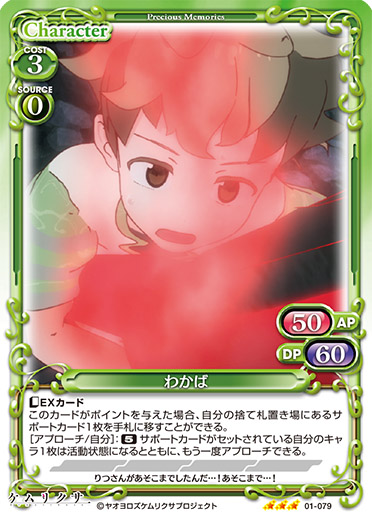 Precious Memories
Character
COST
3
SOURCE
0
50 AP
DP 60
わかば
EXカード
このカードがポイントを与えた場合、自分の捨て札置き場にあるサ
ポートカード1枚を手札に移すことができる。
[アプローチ/自分]:5 サポートカードがセットされている自分のキャ
ラ1枚は活動状態になるとともに、もう一度アプローチできる。
りつさんがあそこまでしたんだ…!あそこまで…!
ケムリクサ
©ヤオヨロズケムリクサプロジェクト
01-079